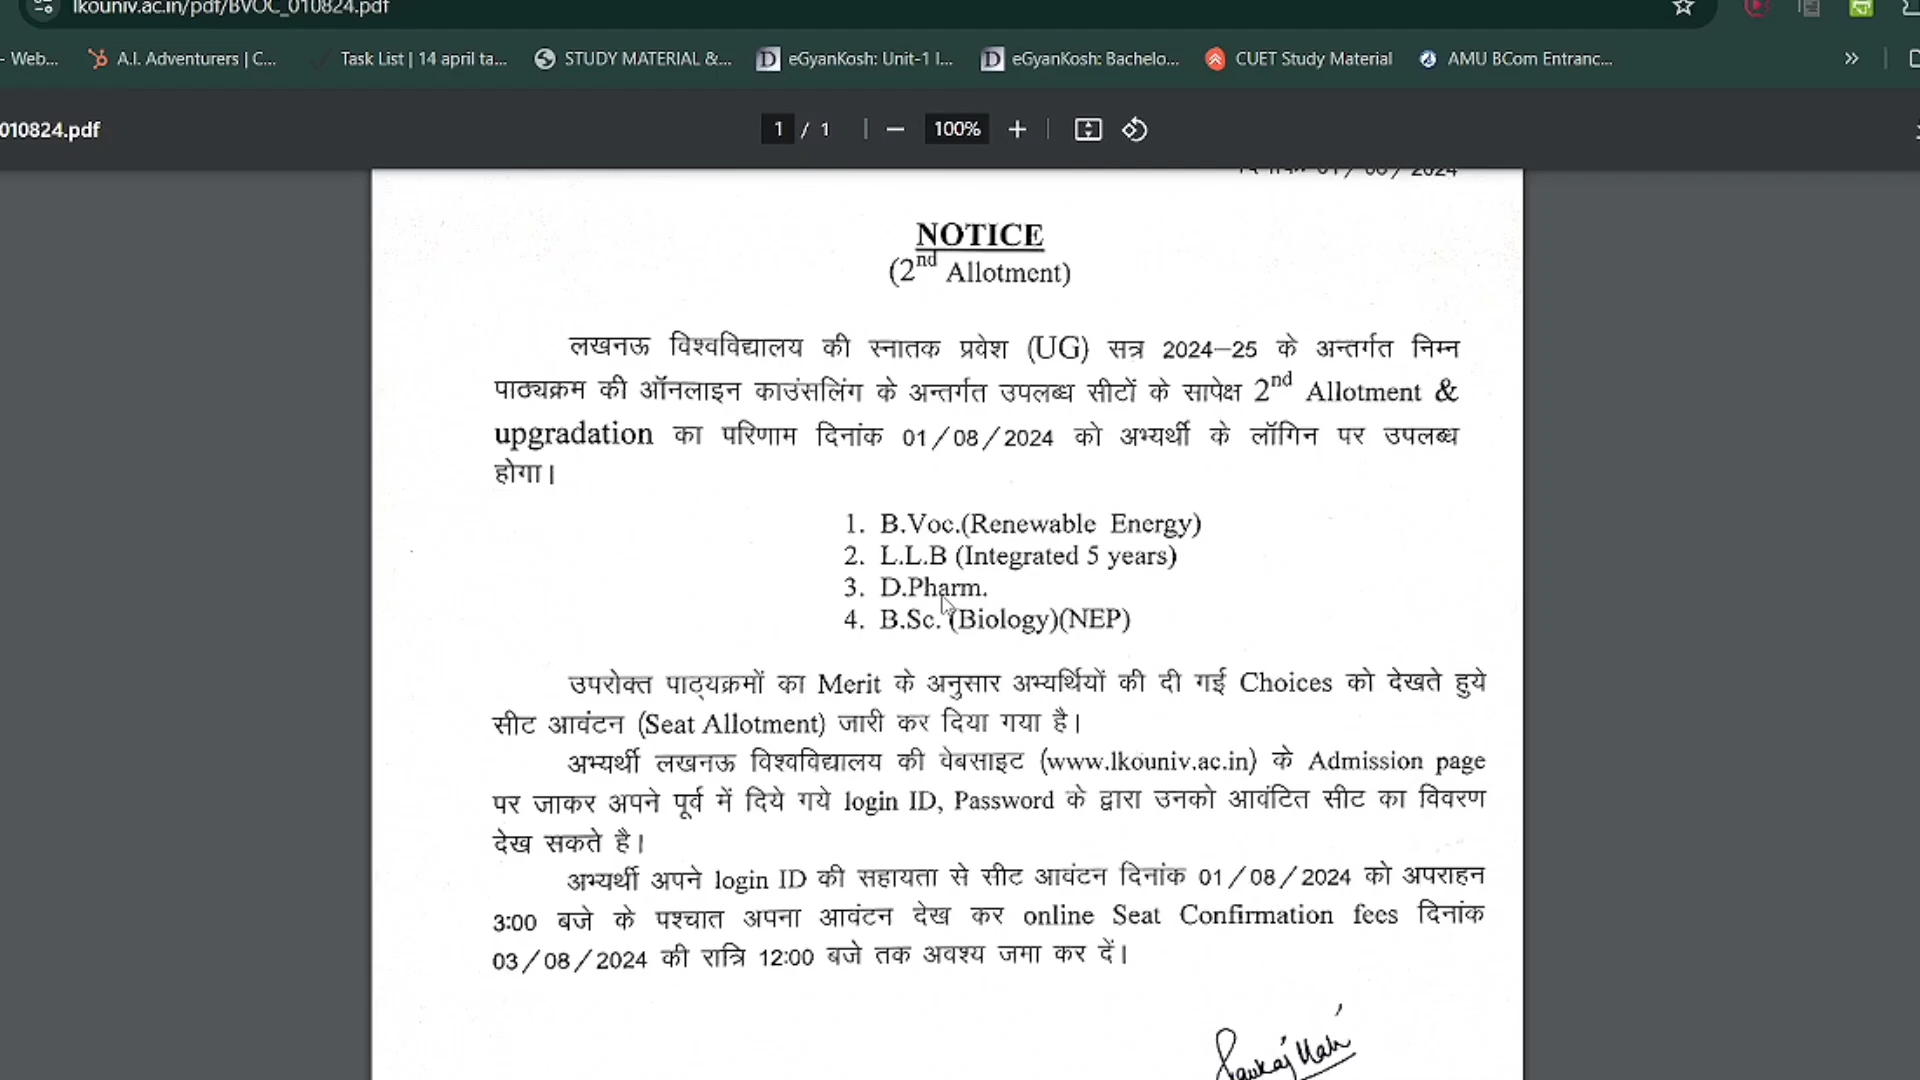 lkouniv.ac.in/pdf/BVOC_010824.pdf
- Web... A.I. Adventurers | C... Task List | 14 april ta... STUDY MATERIAL &... eGyanKosh: Unit-1 I... eGyanKosh: Bachelo... CUET Study Material AMU BCom Entranc... »
010824.pdf 1 / 1 100%
दिनांक 01/08/2024
NOTICE
(2nd Allotment)
लखनऊ विश्वविद्यालय की स्नातक प्रवेश (UG) सत्र 2024–25 के अन्तर्गत निम्न
पाठ्यक्रम की ऑनलाइन काउंसलिंग के अन्तर्गत उपलब्ध सीटों के सापेक्ष 2nd Allotment &
upgradation का परिणाम दिनांक 01/08/2024 को अभ्यर्थी के लॉगिन पर उपलब्ध
होगा।
1. B.Voc.(Renewable Energy)
2. L.L.B (Integrated 5 years)
3. D.Pharm.
4. B.Sc. (Biology)(NEP)
उपरोक्त पाठ्यक्रमों का Merit के अनुसार अभ्यर्थियों की दी गई Choices को देखते हुये
सीट आवंटन (Seat Allotment) जारी कर दिया गया है।
अभ्यर्थी लखनऊ विश्वविद्यालय की वेबसाइट (www.lkouniv.ac.in) के Admission page
पर जाकर अपने पूर्व में दिये गये login ID, Password के द्वारा उनको आवंटित सीट का विवरण
देख सकते है।
अभ्यर्थी अपने login ID की सहायता से सीट आवंटन दिनांक 01/08/2024 को अपराहन
3:00 बजे के पश्चात अपना आवंटन देख कर online Seat Confirmation fees दिनांक
03/08/2024 की रात्रि 12:00 बजे तक अवश्य जमा कर दें।